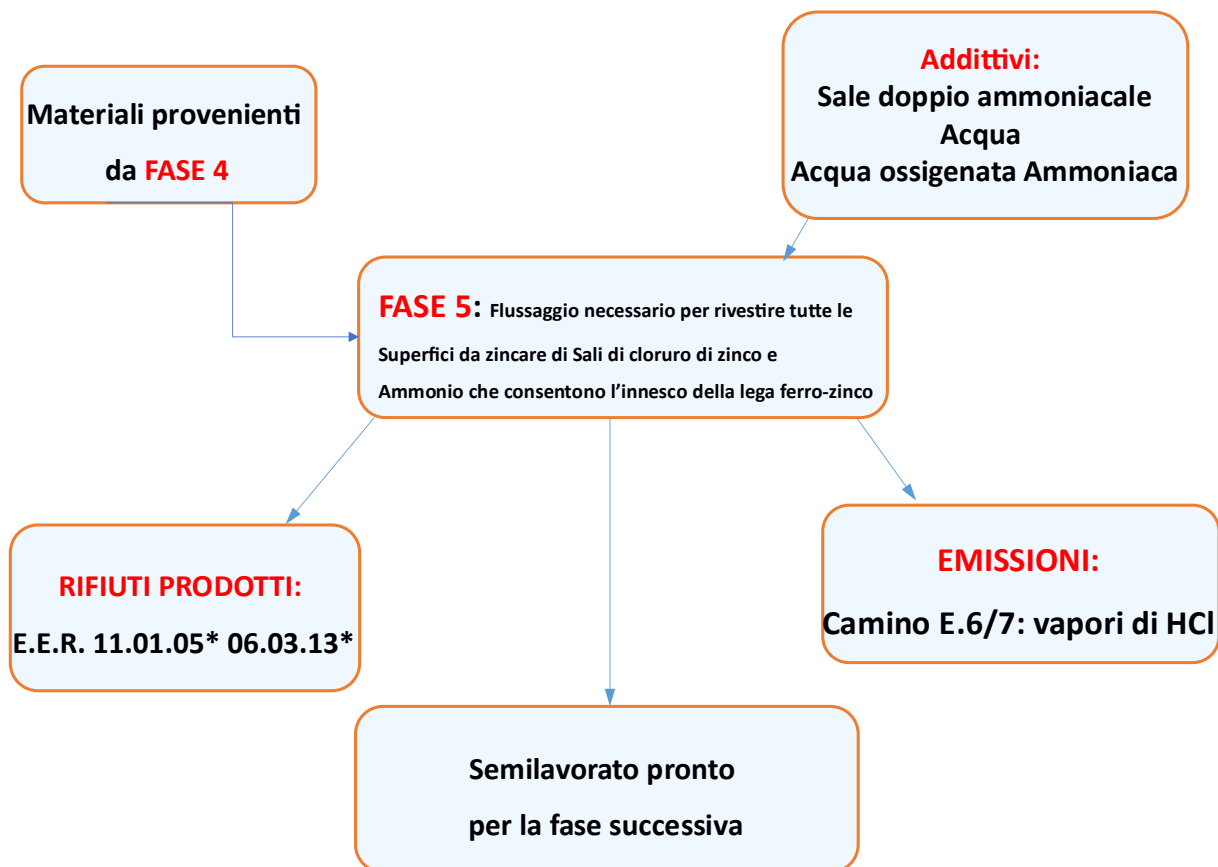 Materiali provenienti
da FASE 4
Addittivi:
Sale doppio ammoniacale
Acqua
Acqua ossigenata Ammoniaca
FASE 5: Flussaggio necessario per rivestire tutte le
Superfici da zincare di Sali di cloruro di zinco e
Ammonio che consentono l’innesco della lega ferro-zinco
RIFIUTI PRODOTTI:
E.E.R. 11.01.05* 06.03.13*
EMISSIONI:
Camino E.6/7: vapori di HCl
Semilavorato pronto
per la fase successiva